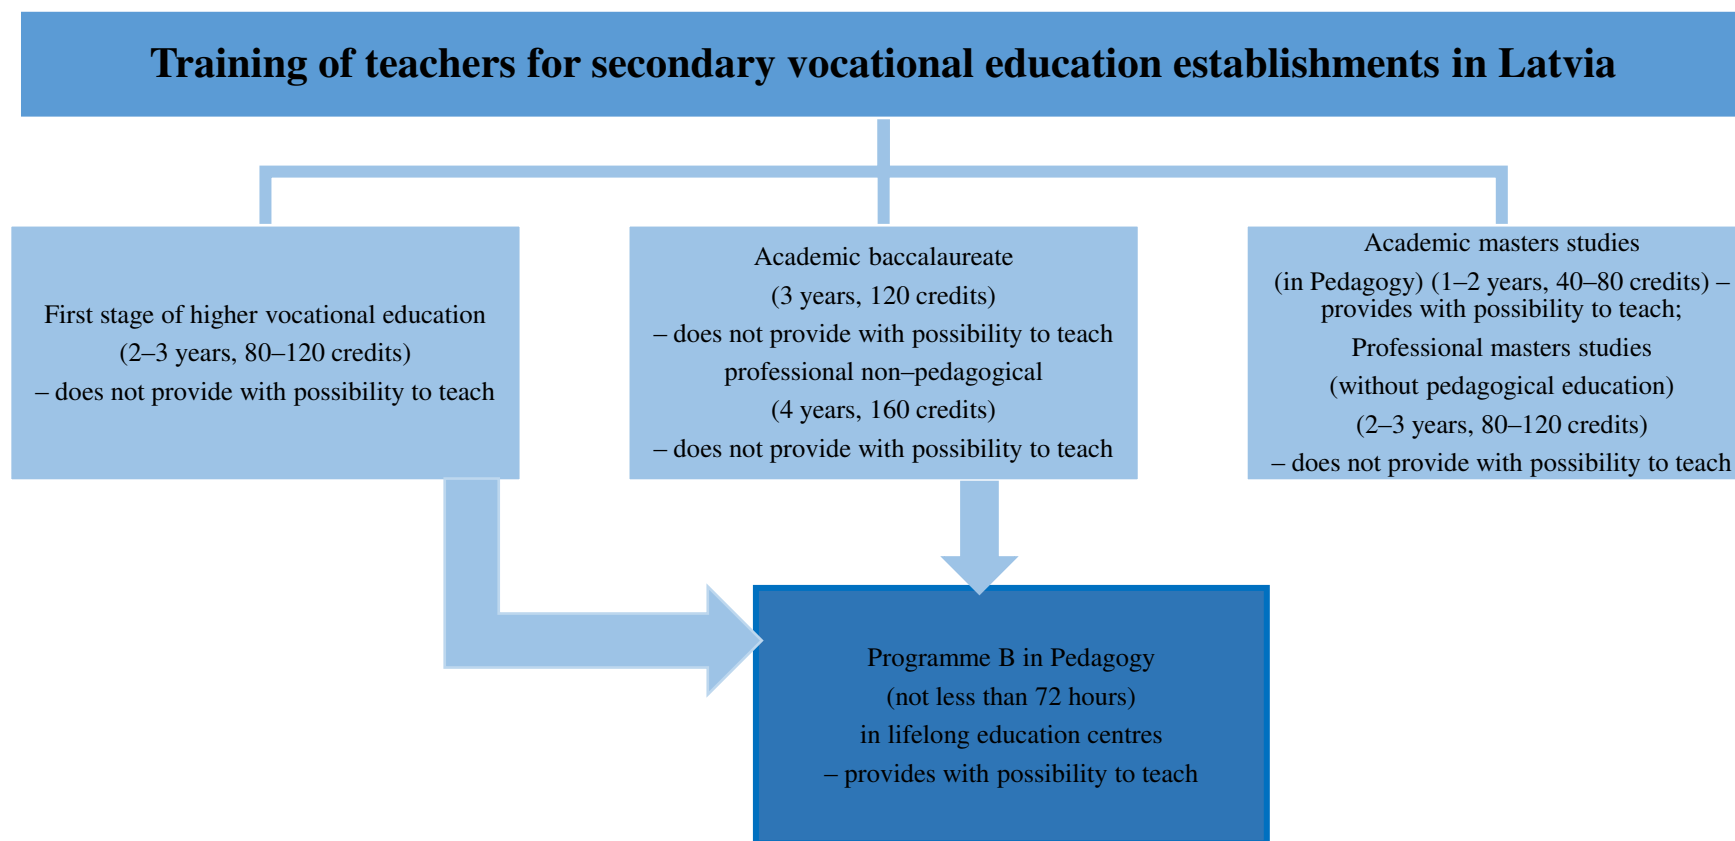 Training of teachers for secondary vocational education establishments in Latvia
First stage of higher vocational education
(2–3 years, 80–120 credits)
– does not provide with possibility to teach
Academic baccalaureate
(3 years, 120 credits)
– does not provide with possibility to teach
professional non–pedagogical
(4 years, 160 credits)
– does not provide with possibility to teach
Academic masters studies
(in Pedagogy) (1–2 years, 40–80 credits) –
provides with possibility to teach;
Professional masters studies
(without pedagogical education)
(2–3 years, 80–120 credits)
– does not provide with possibility to teach
Programme B in Pedagogy
(not less than 72 hours)
in lifelong education centres
– provides with possibility to teach